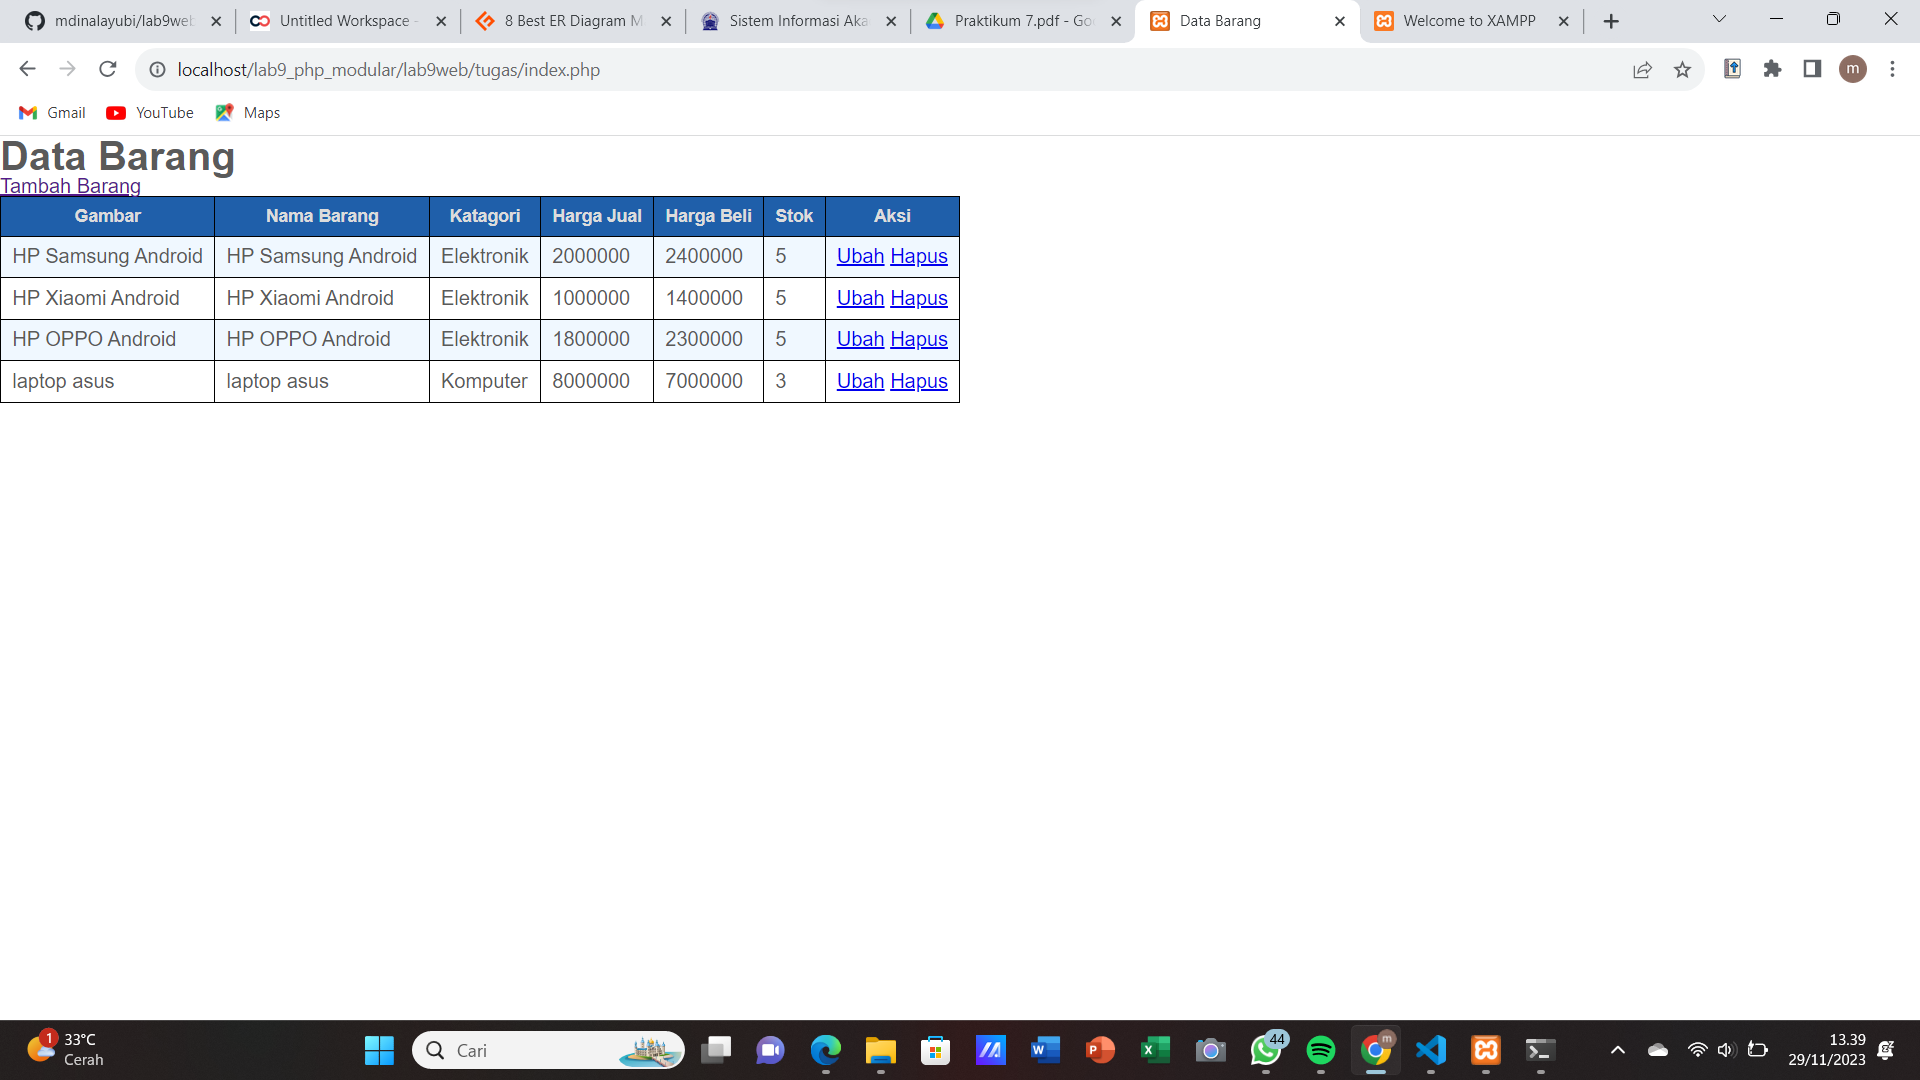 mdinalayubi/lab9web
Untitled Workspace -
8 Best ER Diagram M
Sistem Informasi Aka
Praktikum 7.pdf - Goo
Data Barang
Welcome to XAMPP
localhost/lab9_php_modular/lab9web/tugas/index.php
m
Gmail
YouTube
Maps
Data Barang
Tambah Barang
Gambar Nama Barang Katagori Harga Jual Harga Beli Stok Aksi
HP Samsung Android HP Samsung Android Elektronik 2000000 2400000 5 Ubah Hapus
HP Xiaomi Android HP Xiaomi Android Elektronik 1000000 1400000 5 Ubah Hapus
HP OPPO Android HP OPPO Android Elektronik 1800000 2300000 5 Ubah Hapus
laptop asus laptop asus Komputer 8000000 7000000 3 Ubah Hapus
1
33°C
Cerah
Cari
44
m
13.39
29/11/2023